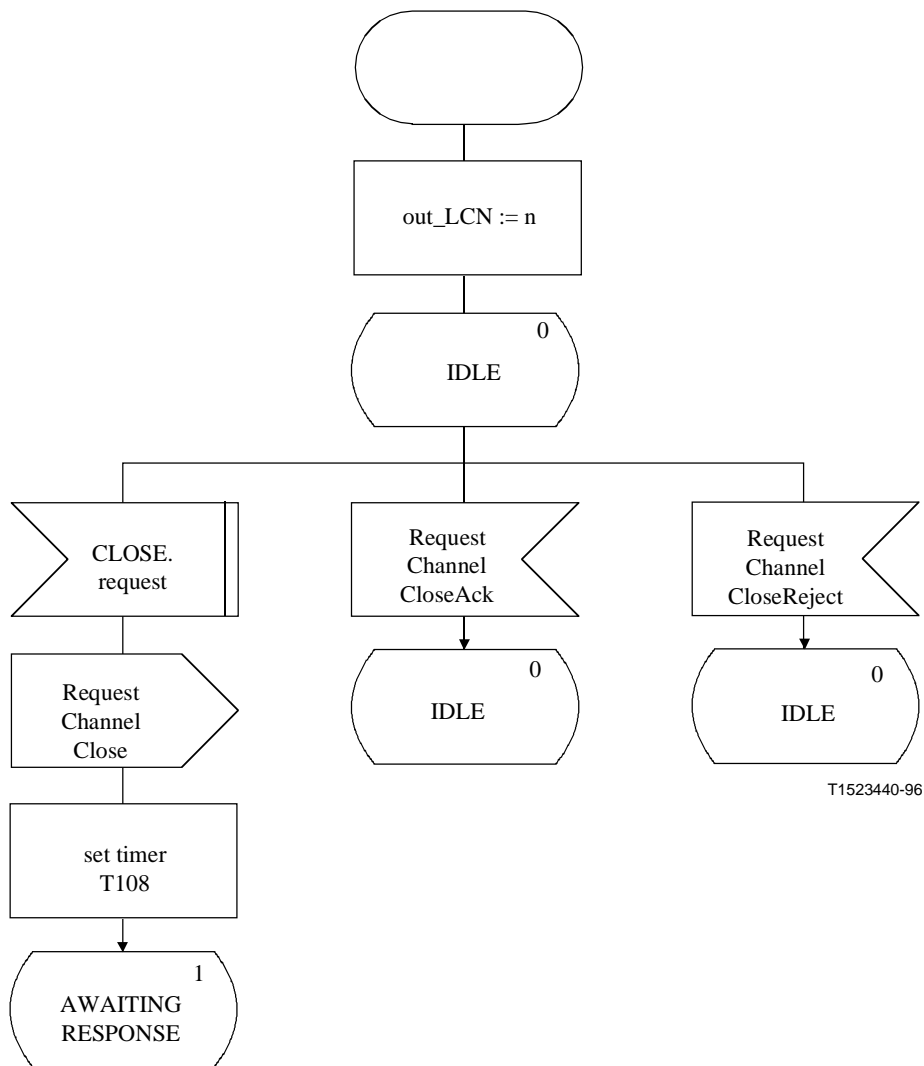 out_LCN := n
0
IDLE
CLOSE.
request
Request
Channel
CloseAck
Request
Channel
CloseReject
Request
Channel
Close
0
IDLE
0
IDLE
T1523440-96
set timer
T108
1
AWAITING
RESPONSE